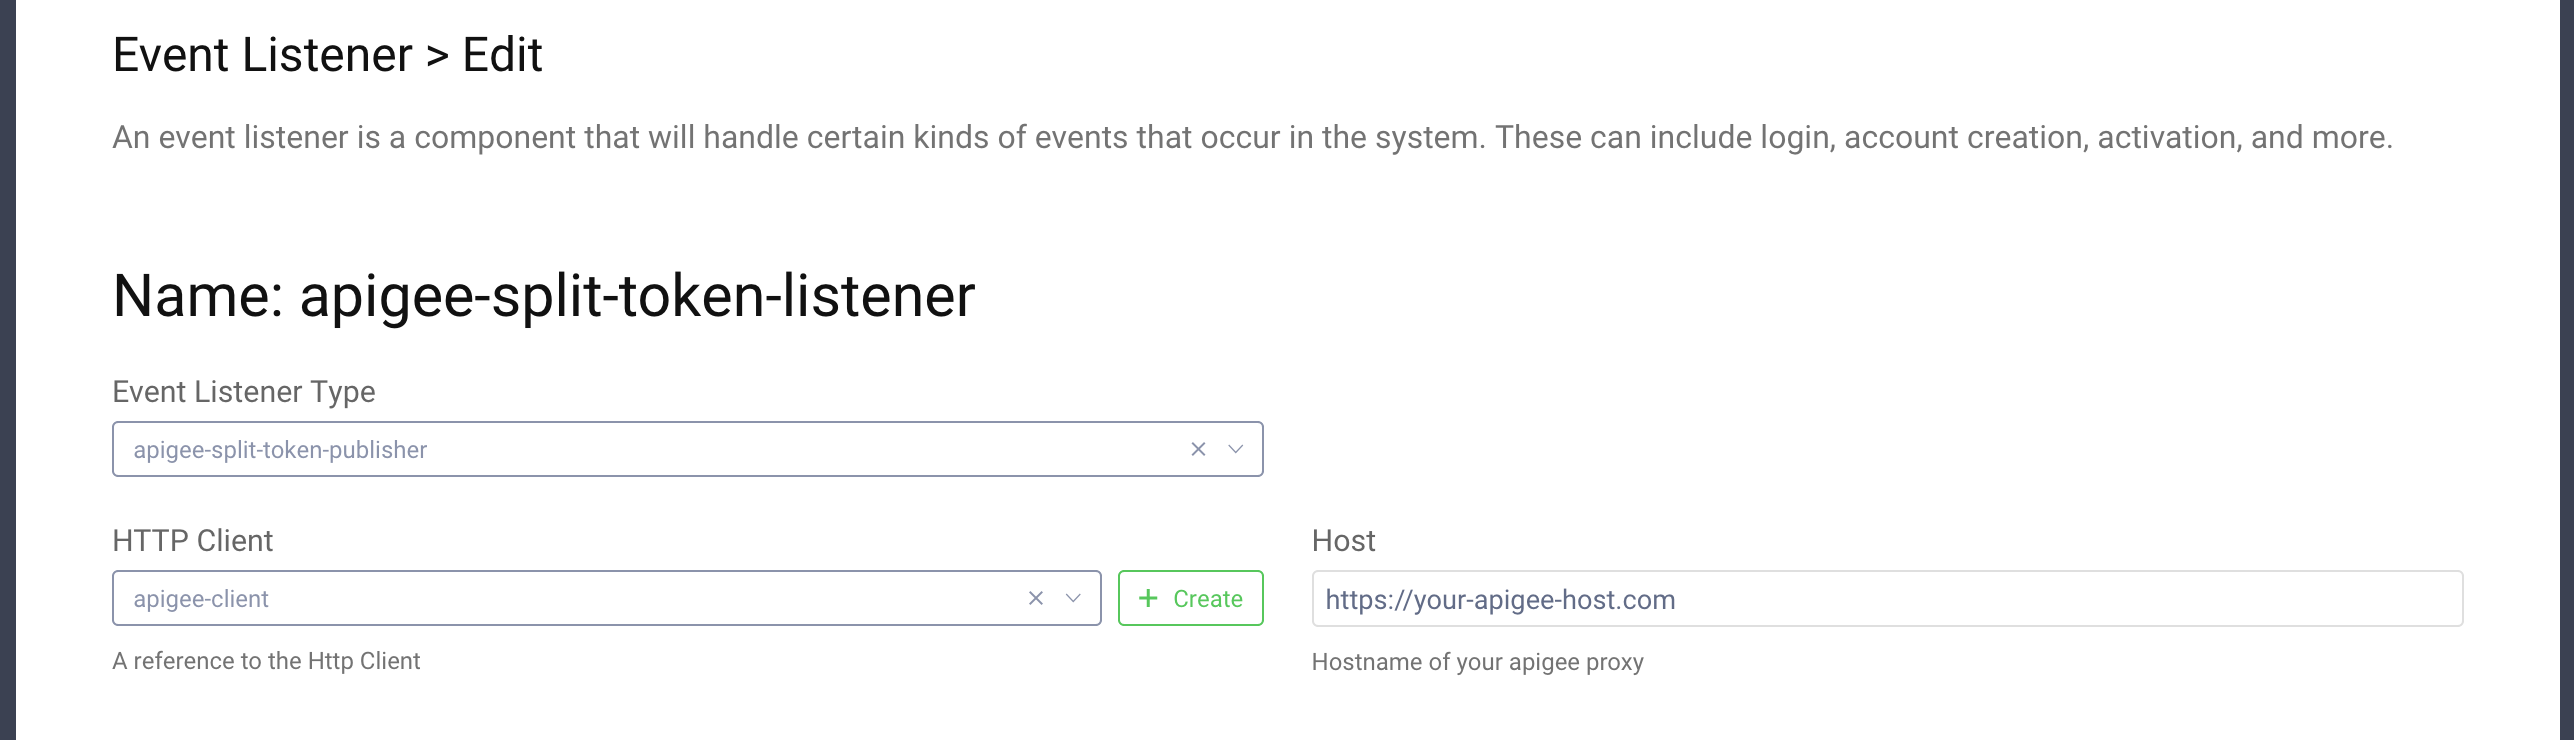 Event Listener > Edit
An event listener is a component that will handle certain kinds of events that occur in the system. These can include login, account creation, activation, and more.
Name: apigee-split-token-listener
Event Listener Type
apigee-split-token-publisher
HTTP Client
apigee-client
+ Create
A reference to the Http Client
Host
https://your-apigee-host.com
Hostname of your apigee proxy